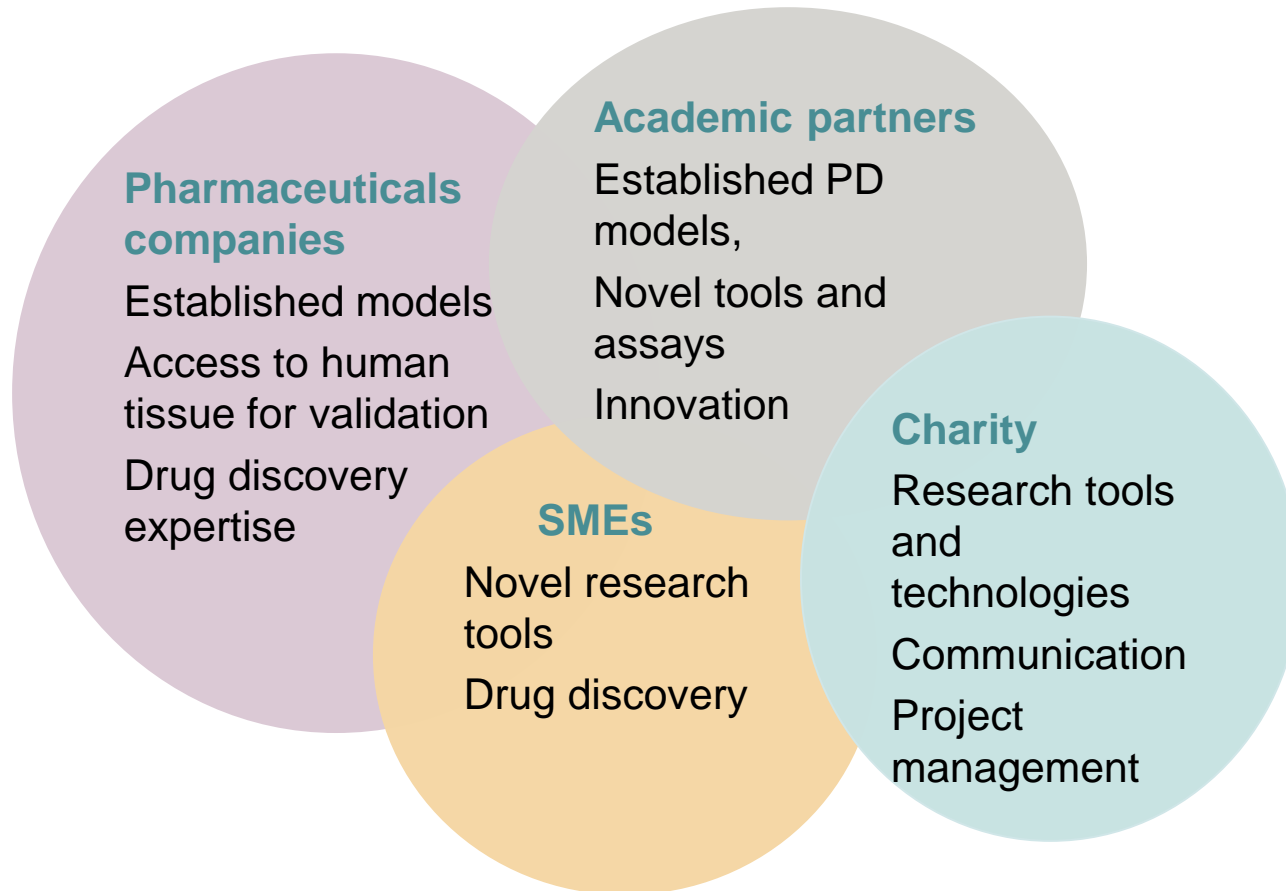 Pharmaceuticals
companies
Established models
Access to human
tissue for validation
Drug discovery
expertise
Academic partners
Established PD
models,
Novel tools and
assays
Innovation
SMEs
Novel research
tools
Drug discovery
Charity
Research tools
and
technologies
Communication
Project
management